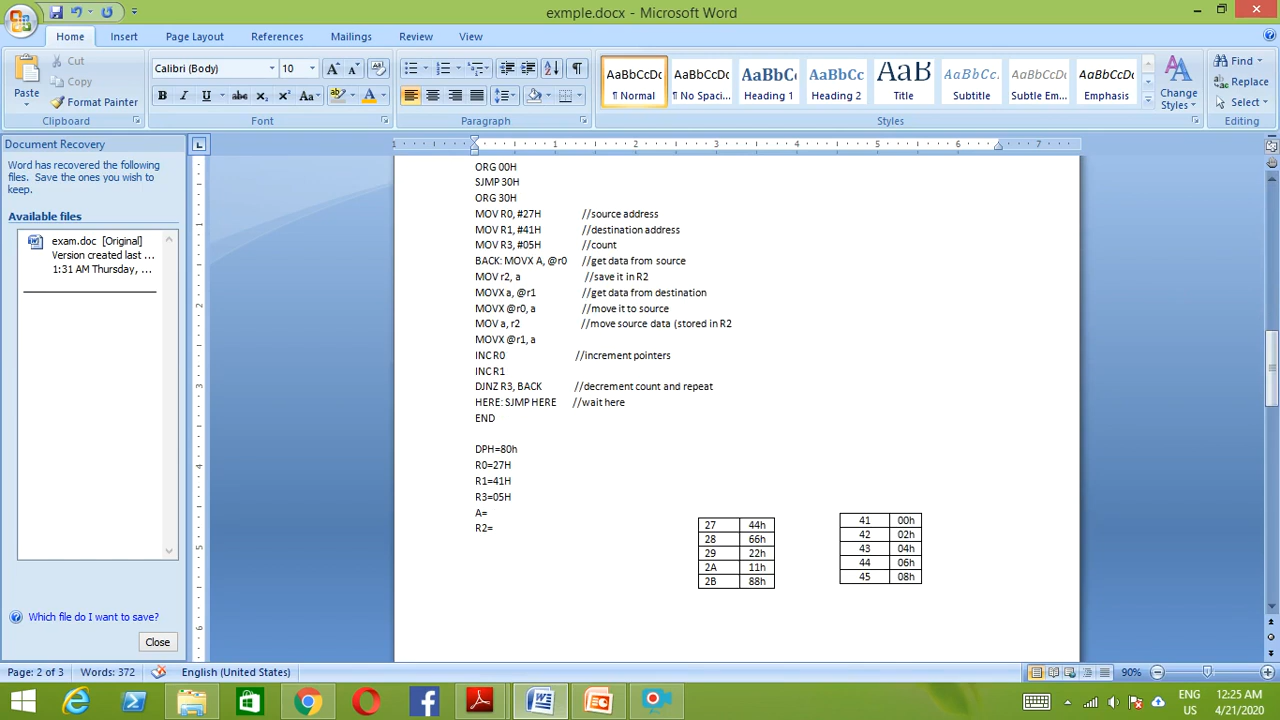 exmple.docx - Microsoft Word
Home Insert Page Layout References Mailings Review View
Paste
Cut
Copy
Format Painter
Clipboard
Calibri (Body) 10
Font
Paragraph
AaBbCcDc AaBbCcDc AaBbCc AaBbCc AaB AaBbCc. AaBbCcDc AaBbCcDc
¶ Normal ¶ No Spaci... Heading 1 Heading 2 Title Subtitle Subtle Em... Emphasis
Change Styles
Styles
Find
Replace
Select
Editing
Document Recovery
Word has recovered the following
files. Save the ones you wish to
keep.
Available files
exam.doc [Original]
Version created last ...
1:31 AM Thursday, ...
Which file do I want to save?
Close
1 1 2 3 4 5 6 7
ORG 00H
SJMP 30H
ORG 30H
MOV R0, #27H //source address
MOV R1, #41H //destination address
MOV R3, #05H //count
BACK: MOVX A, @r0 //get data from source
MOV r2, a //save it in R2
MOVX a, @r1 //get data from destination
MOVX @r0, a //move it to source
MOV a, r2 //move source data (stored in R2
MOVX @r1, a
INC R0 //increment pointers
INC R1
DJNZ R3, BACK //decrement count and repeat
HERE: SJMP HERE //wait here
END
DPH=80h
R0=27H
R1=41H
R3=05H
A=
R2=
27 44h
28 66h
29 22h
2A 11h
2B 88h
41 00h
42 02h
43 04h
44 06h
45 08h
Page: 2 of 3 Words: 372 English (United States) 90%
ENG
US
12:25 AM
4/21/2020